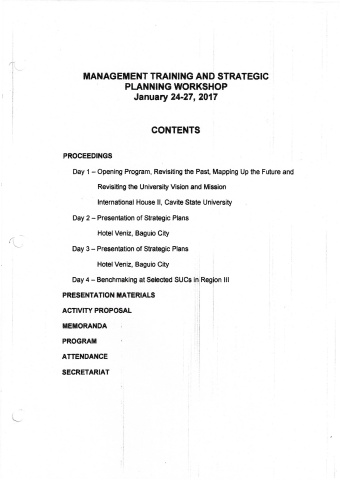 MANAGEMENT TRAINING AND STRATEGIC
PLANNING WORKSHOP
January 24-27, 2017
CONTENTS
PROCEEDINGS
Day 1 – Opening Program, Revisiting the Past, Mapping Up the Future and
Revisiting the University Vision and Mission
International House II, Cavite State University
Day 2 – Presentation of Strategic Plans
Hotel Veniz, Baguio City
Day 3 – Presentation of Strategic Plans
Hotel Veniz, Baguio City
Day 4 – Benchmaking at Selected SUCs in Region III
PRESENTATION MATERIALS
ACTIVITY PROPOSAL
MEMORANDA
PROGRAM
ATTENDANCE
SECRETARIAT